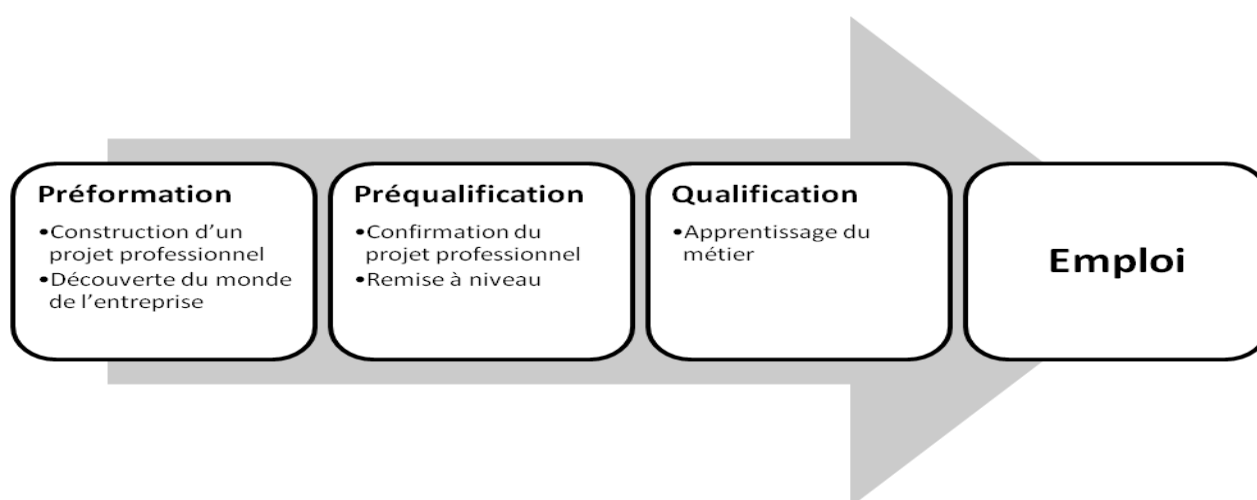 Préformation
•Construction d’un
projet professionnel
•Découverte du monde
de l’entreprise
Préqualification
•Confirmation du
projet professionnel
•Remise à niveau
Qualification
•Apprentissage du
métier
Emploi